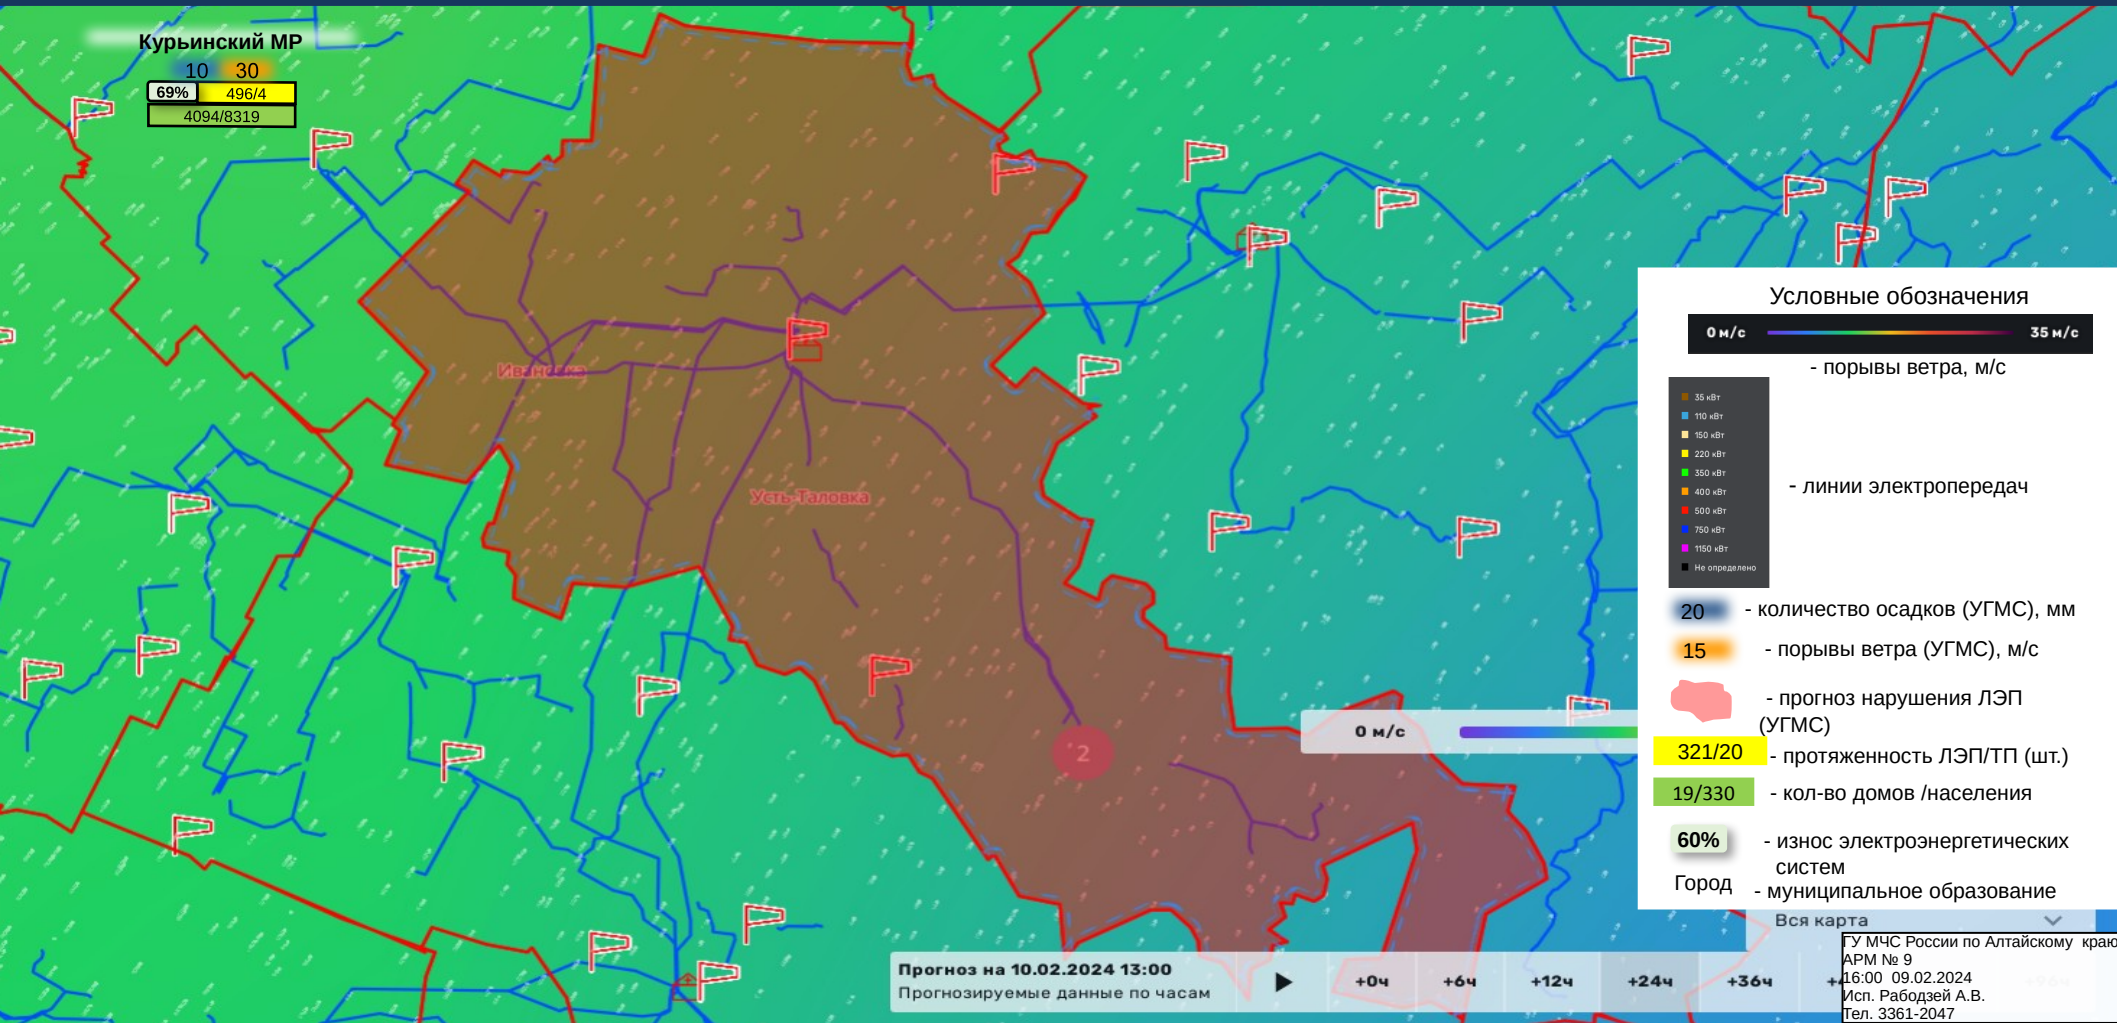 Курьинский МР
10 30
69% 496/4
4094/8319
Ивановка
Усть-Таловка
2
0 м/с
Условные обозначения
0 м/с 35 м/с
- порывы ветра, м/с
35 кВт
110 кВт
150 кВт
220 кВт
350 кВт
400 кВт
500 кВт
750 кВт
1150 кВт
Не определено
- линии электропередач
20 - количество осадков (УГМС), мм
15 - порывы ветра (УГМС), м/с
- прогноз нарушения ЛЭП
(УГМС)
321/20 - протяженность ЛЭП/ТП (шт.)
19/330 - кол-во домов /населения
60% - износ электроэнергетических
систем
Город - муниципальное образование
Вся карта
Прогноз на 10.02.2024 13:00
Прогнозируемые данные по часам
+0ч +6ч +12ч +24ч +36ч
ГУ МЧС России по Алтайскому краю
АРМ № 9
16:00 09.02.2024
Исп. Рабодзей А.В.
Тел. 3361-2047